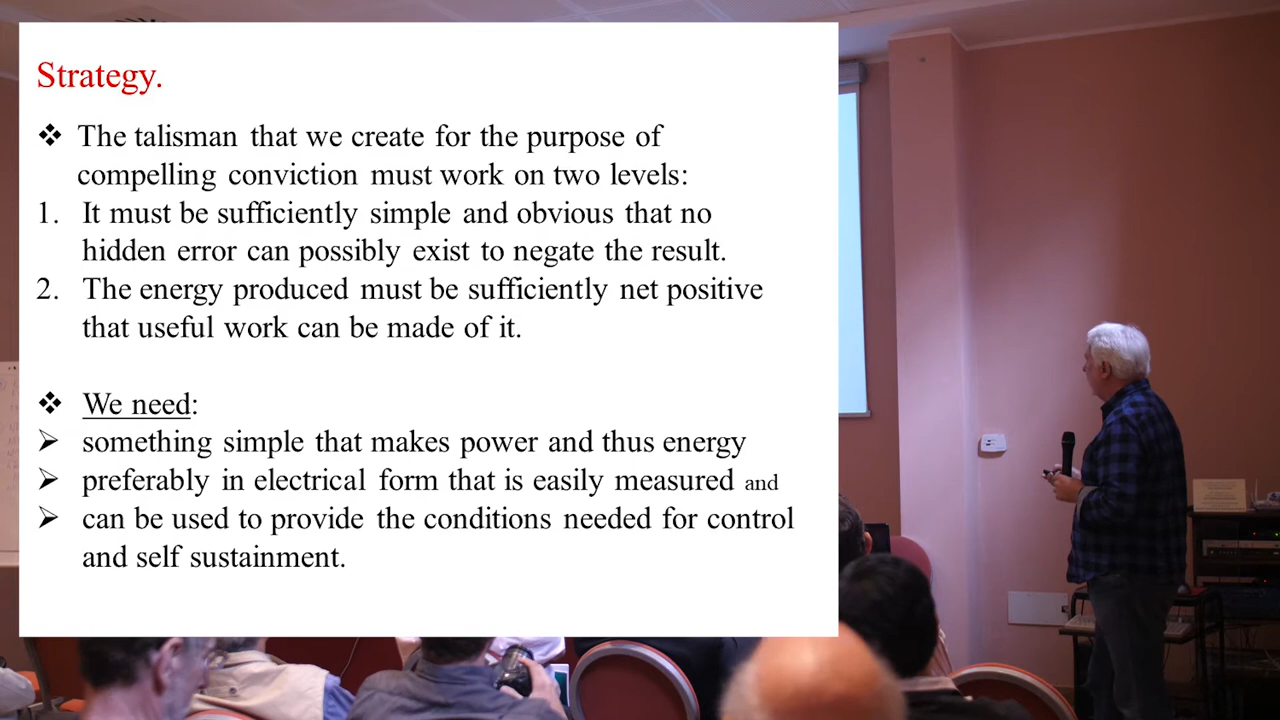 Strategy.
❖ The talisman that we create for the purpose of
compelling conviction must work on two levels:
1. It must be sufficiently simple and obvious that no
hidden error can possibly exist to negate the result.
2. The energy produced must be sufficiently net positive
that useful work can be made of it.
❖ We need:
➢ something simple that makes power and thus energy
➢ preferably in electrical form that is easily measured and
➢ can be used to provide the conditions needed for control
and self sustainment.